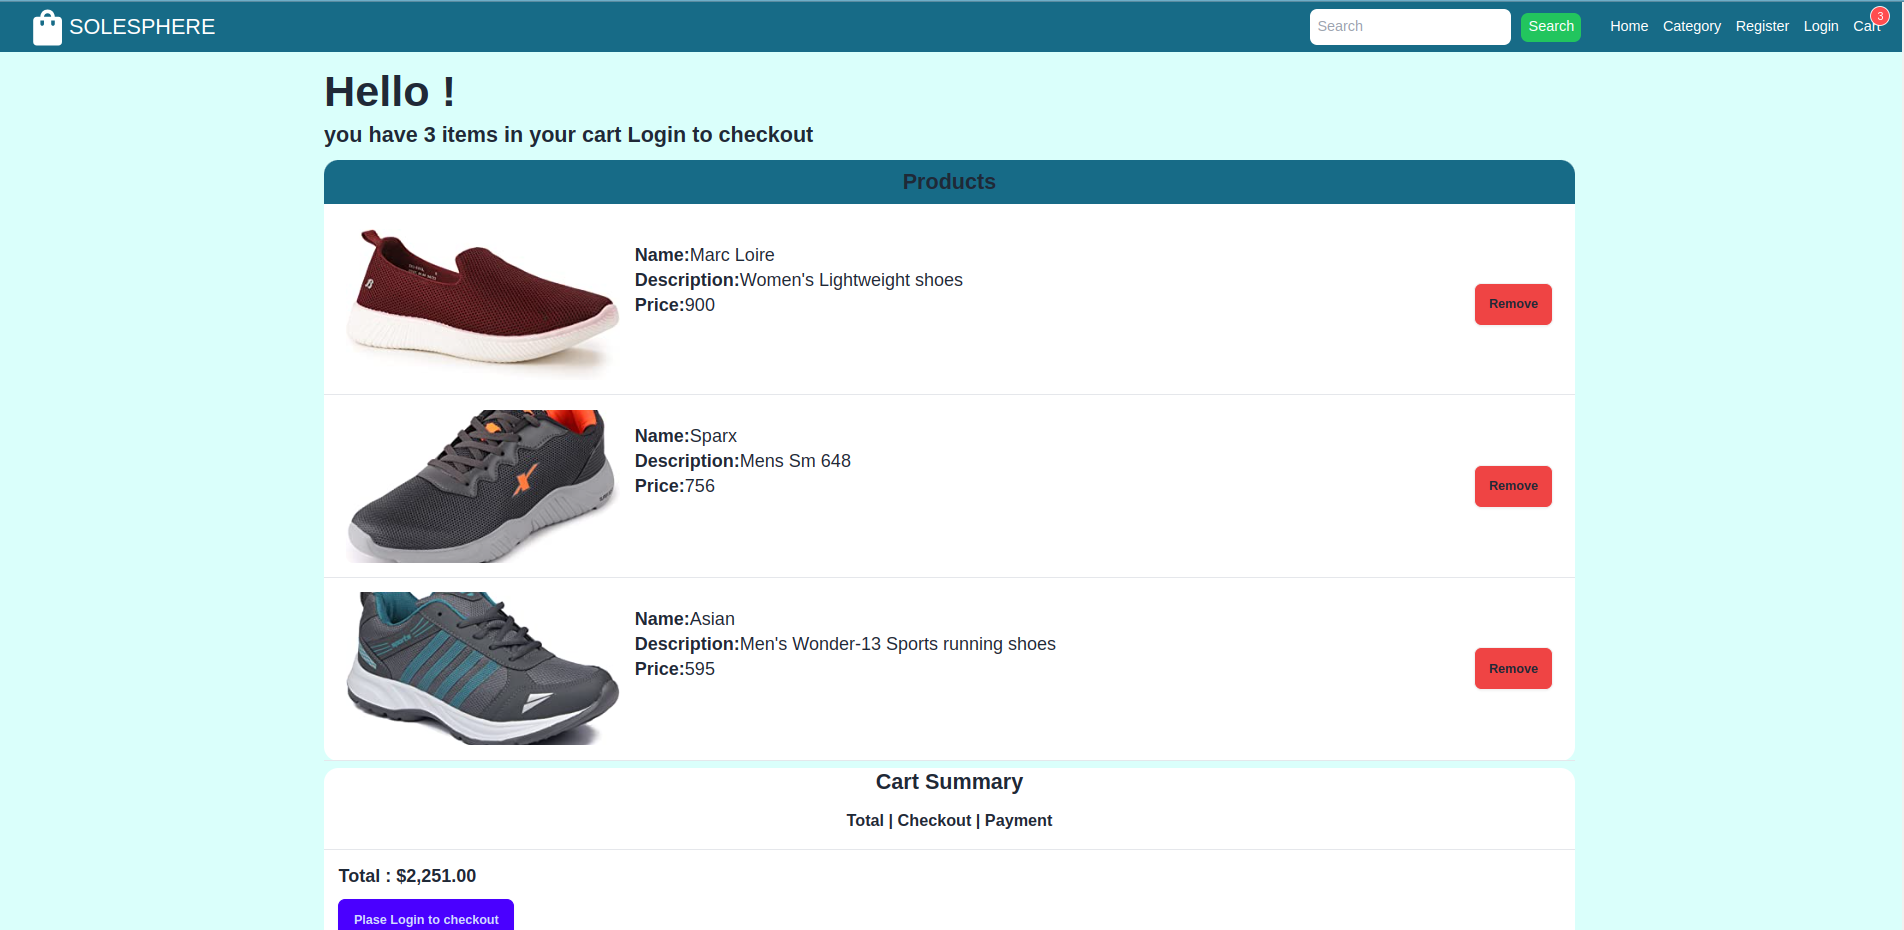 SOLESPHERE
Search
Search
Home Category Register Login Cart
3
Hello !
you have 3 items in your cart Login to checkout
Products
Name:Marc Loire
Description:Women's Lightweight shoes
Price:900
Remove
Name:Sparx
Description:Mens Sm 648
Price:756
Remove
Name:Asian
Description:Men's Wonder-13 Sports running shoes
Price:595
Remove
Cart Summary
Total | Checkout | Payment
Total : $2,251.00
Plase Login to checkout